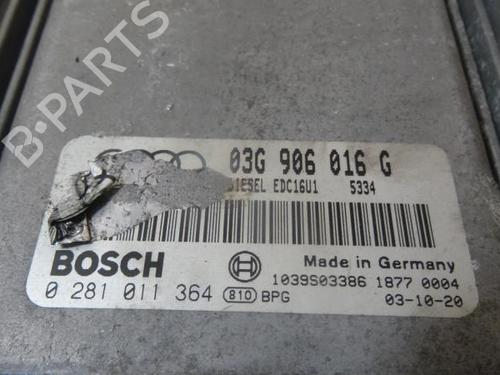 B-Parts
03G 906 016 G
DIESEL EDC16U1 5334
BOSCH
Made in Germany
1039S03386 1877 0004
0 281 011 364 810 BPG 03-10-20